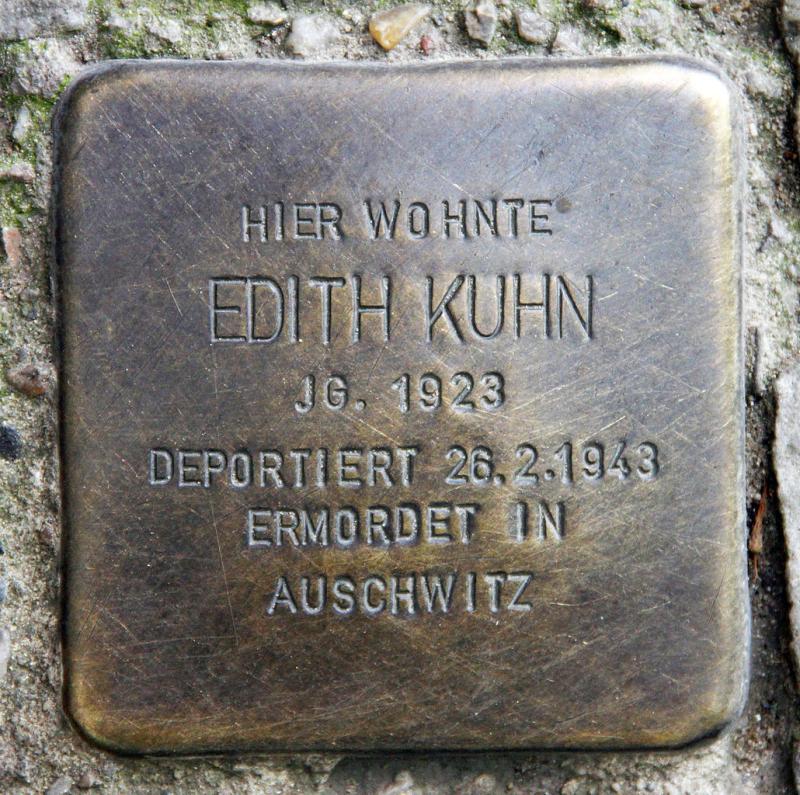 HIER WOHNTE
EDITH KUHN
JG. 1923
DEPORTIERT 26.2.1943
ERMORDET IN
AUSCHWITZ